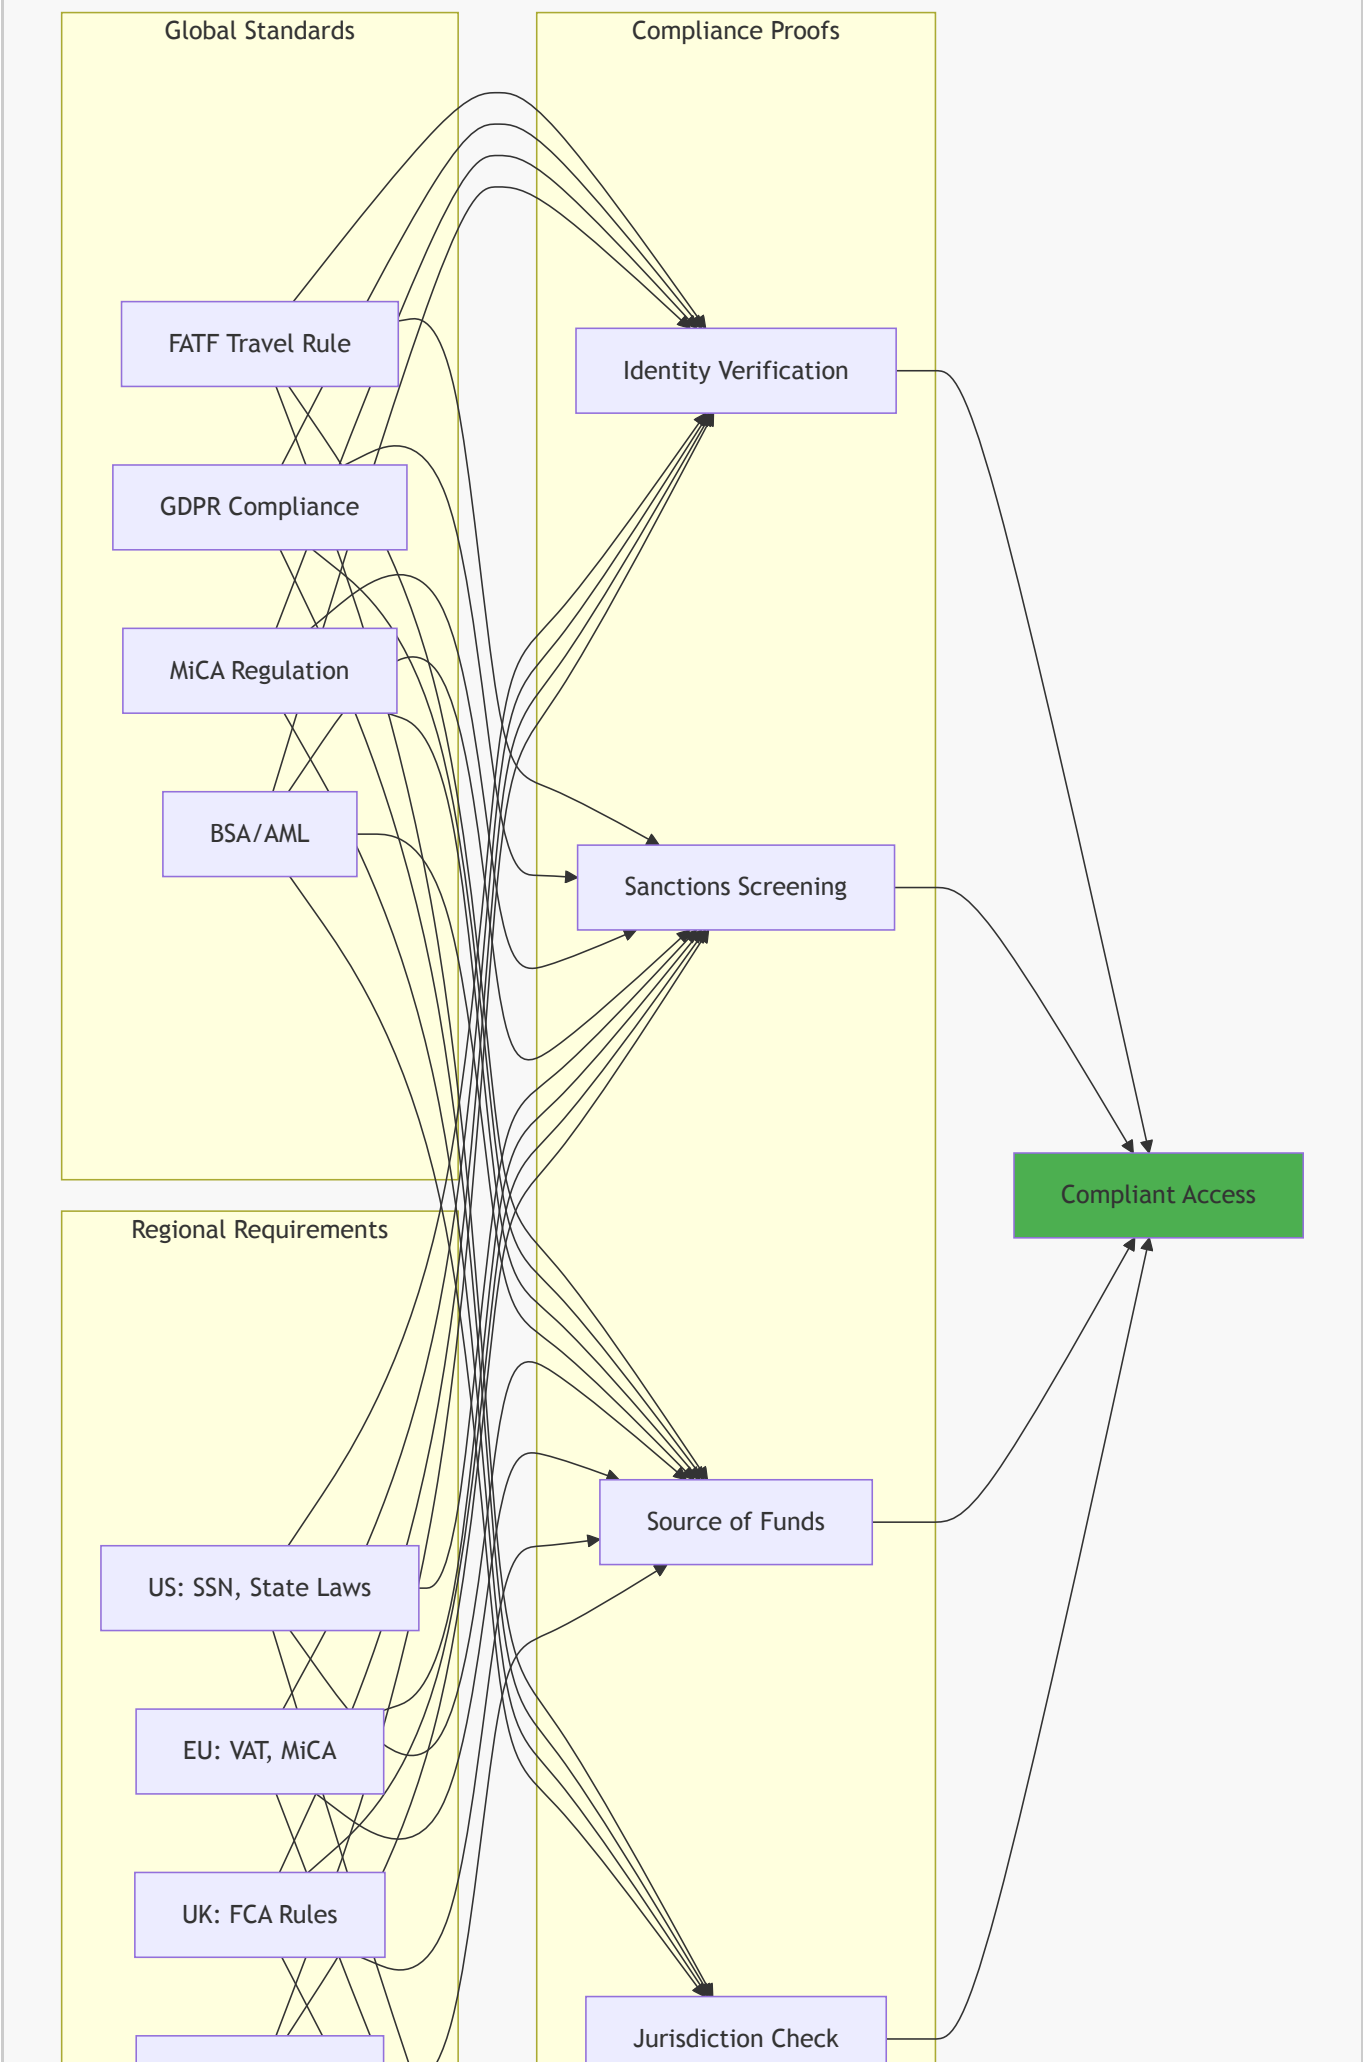 Global Standards
FATF Travel Rule
GDPR Compliance
MiCA Regulation
BSA/AML
Regional Requirements
US: SSN, State Laws
EU: VAT, MiCA
UK: FCA Rules
Compliance Proofs
Identity Verification
Sanctions Screening
Source of Funds
Jurisdiction Check
Compliant Access